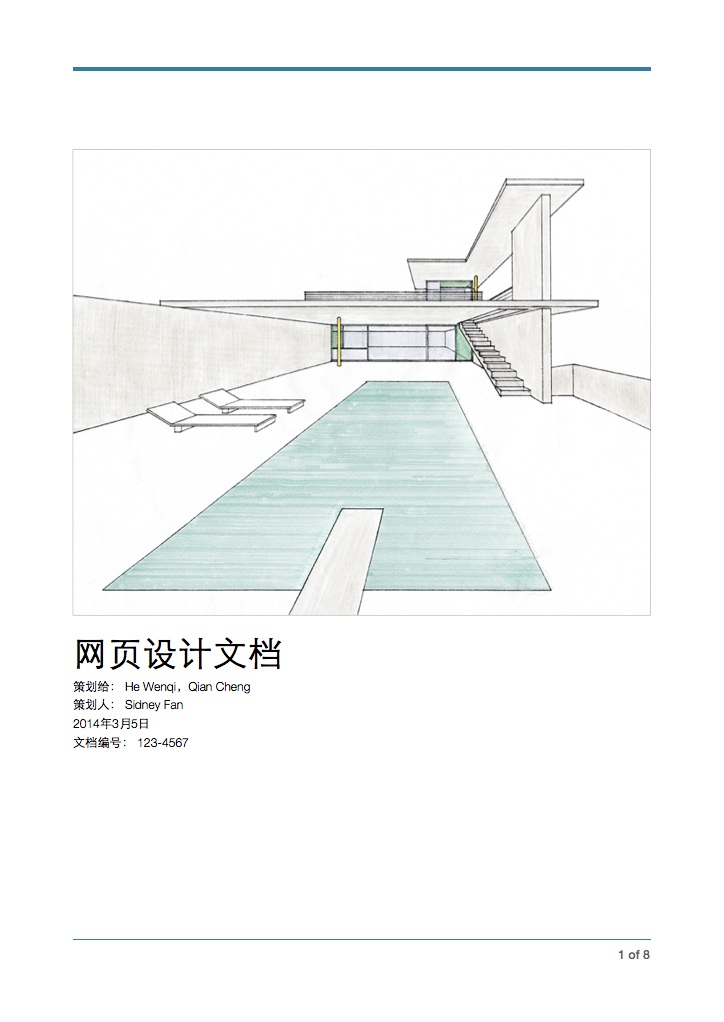 网页设计文档
策划给： He Wenqi，Qian Cheng
策划人： Sidney Fan
2014年3月5日
文档编号： 123-4567
1 of 8